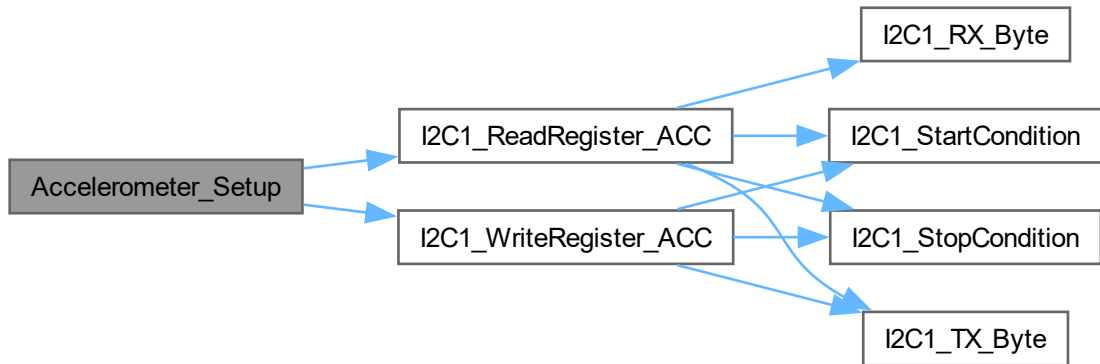 Accelerometer_Setup
I2C1_ReadRegister_ACC
I2C1_WriteRegister_ACC
I2C1_RX_Byte
I2C1_StartCondition
I2C1_StopCondition
I2C1_TX_Byte